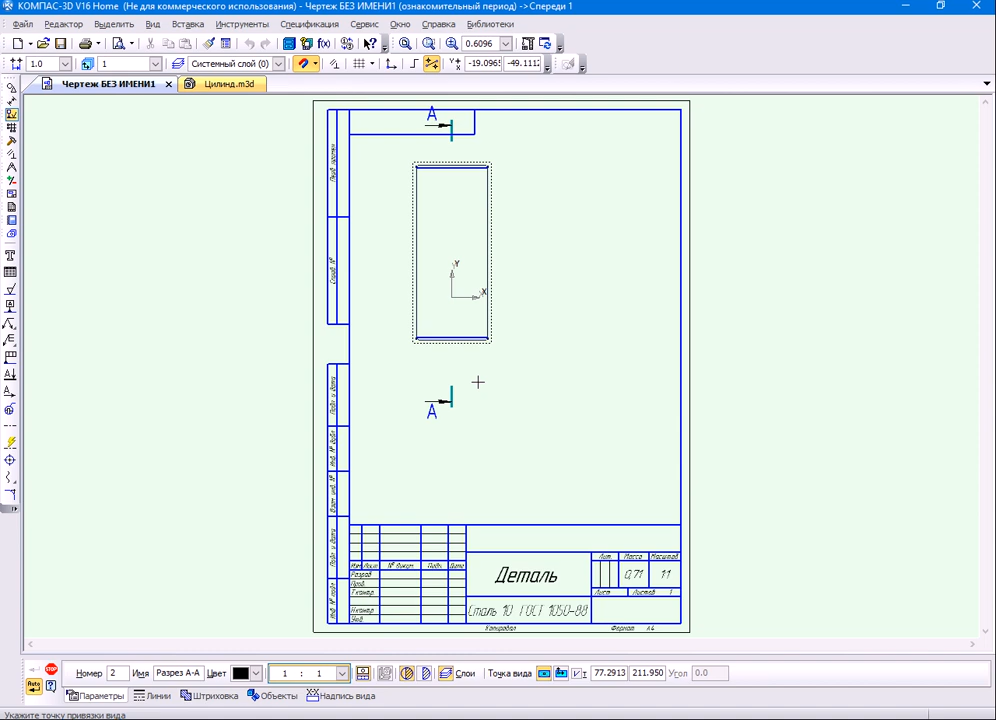 КОМПАС-3D V16 Home (Не для коммерческого использования) - Чертеж БЕЗ ИМЕНИ1 (ознакомительный период) ->Спереди 1
Файл Редактор Выделить Вид Вставка Инструменты Спецификация Сервис Окно Справка Библиотеки
f(x) 0.6096
1.0 1 Системный слой (0) -19.096 -49.111
Чертеж БЕЗ ИМЕНИ1 Цилинд.m3d
А
Y
X
А
Перв. примен.
Справ. №
Подп. и дата
Инв. № дубл.
Взам. инв. №
Подп. и дата
Инв. № подл.
Изм. Лист № докум. Подп. Дата
Разраб.
Пров.
Т.контр.
Н.контр.
Утв.
Деталь
Сталь 10 ГОСТ 1050-88
Лит. Масса Масштаб
0,71 1:1
Лист Листов 1
Копировал Формат А4
STOP Номер 2 Имя Разрез А-А Цвет 1 : 1 Слои Точка вида 77.2913 211.950 Угол 0.0
Auto Параметры Линии Штриховка Объекты Надпись вида
Укажите точку привязки вида